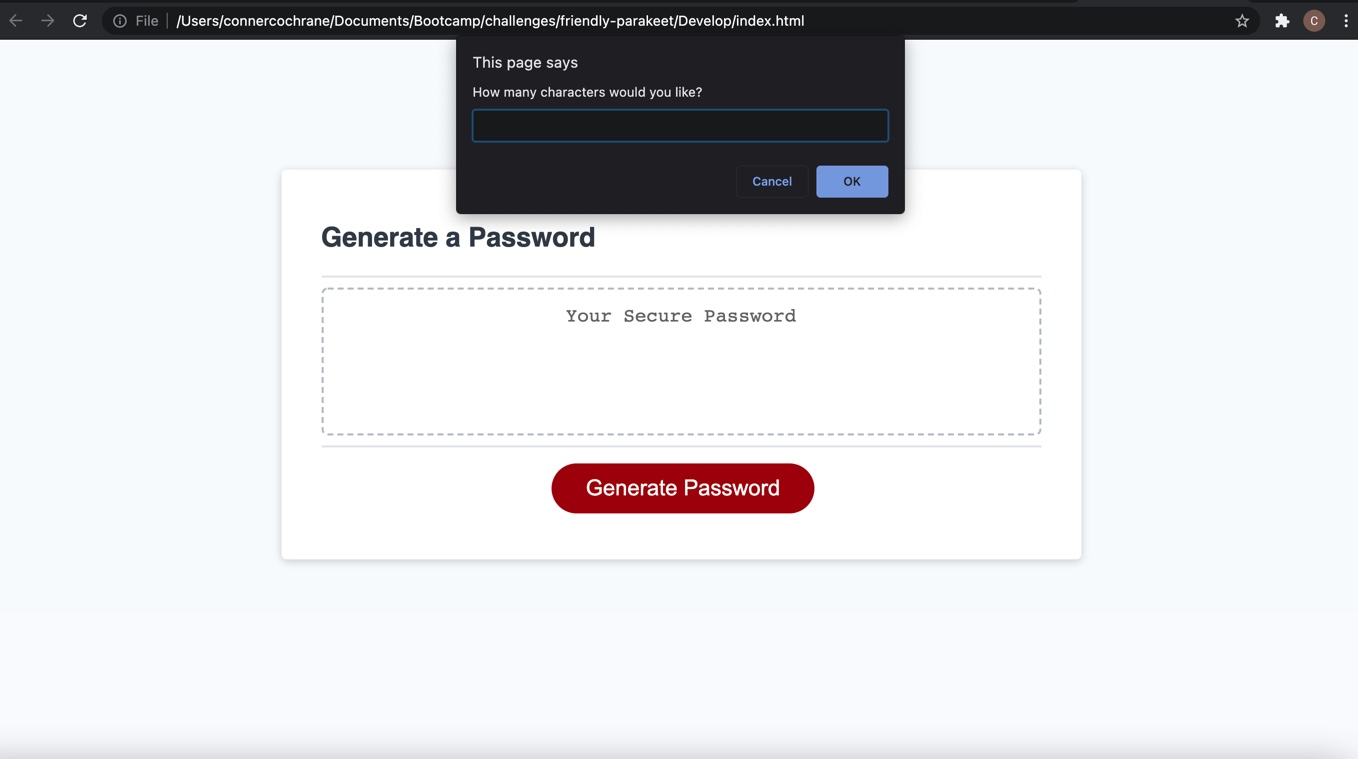 File | /Users/connercochrane/Documents/Bootcamp/challenges/friendly-parakeet/Develop/index.html
C
This page says
How many characters would you like?
Cancel
OK
Generate a Password
Your Secure Password
Generate Password